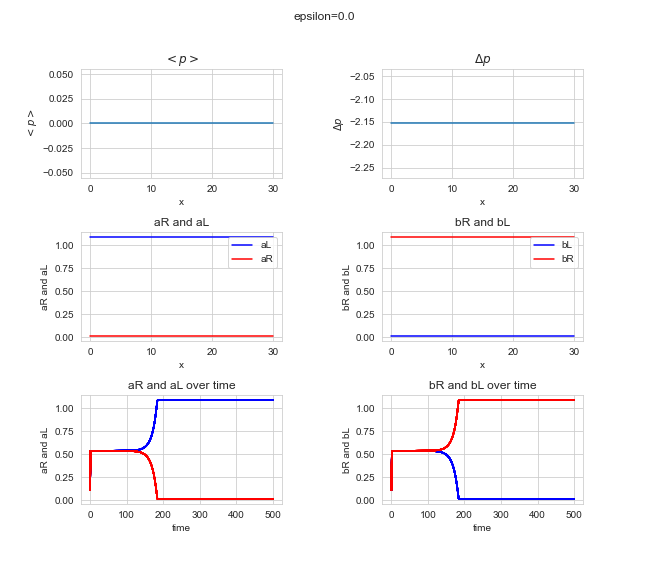 epsilon=0.0
< p >
Δp
0.050
0.025
0.000
−0.025
−0.050
< p >
0 10 20 30
x
−2.05
−2.10
−2.15
−2.20
−2.25
Δp
0 10 20 30
x
aR and aL
bR and bL
1.00
0.75
0.50
0.25
0.00
aR and aL
aL
aR
0 10 20 30
x
1.00
0.75
0.50
0.25
0.00
bR and bL
bL
bR
0 10 20 30
x
aR and aL over time
bR and bL over time
1.00
0.75
0.50
0.25
0.00
aR and aL
0 100 200 300 400 500
time
1.00
0.75
0.50
0.25
0.00
bR and bL
0 100 200 300 400 500
time